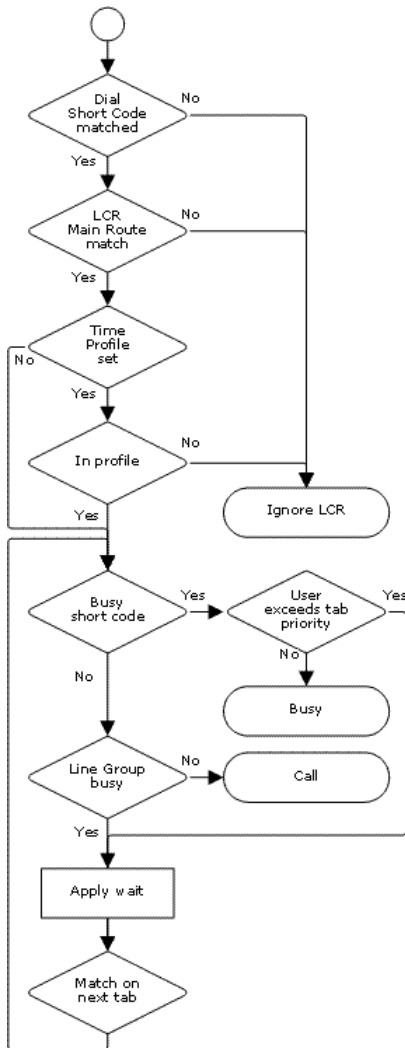 Dial
Short Code
matched
No
Yes
LCR
Main Route
match
No
Yes
Time
Profile
set
No
Yes
In profile
No
Yes
Ignore LCR
Busy
short code
Yes
User
exceeds tab
priority
Yes
No
No
Busy
Line Group
busy
No
Call
Yes
Apply wait
Match on
next tab